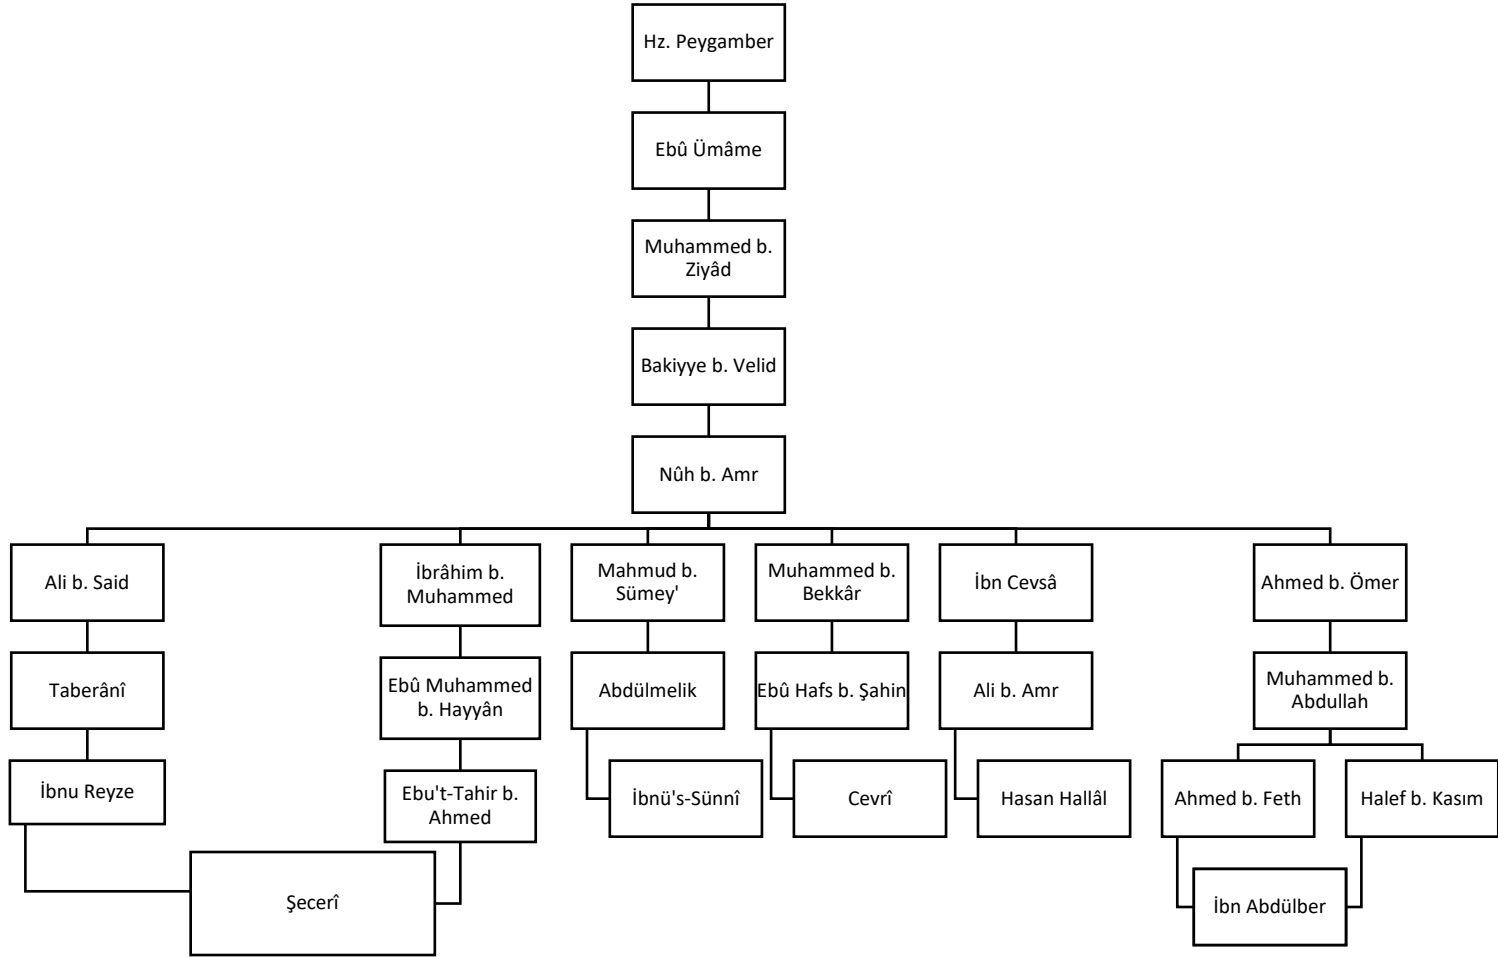 Hz. Peygamber
Ebû Ümâme
Muhammed b.
Ziyâd
Bakiyye b. Velid
Nûh b. Amr
Ali b. Said
İbrâhim b.
Muhammed
Mahmud b.
Sümey'
Muhammed b.
Bekkâr
İbn Cevsâ
Ahmed b. Ömer
Taberânî
Ebû Muhammed
b. Hayyân
Abdülmelik
Ebû Hafs b. Şahin
Ali b. Amr
Muhammed b.
Abdullah
İbnu Reyze
Ebu't-Tahir b.
Ahmed
İbnü's-Sünnî
Cevrî
Hasan Hallâl
Ahmed b. Feth
Halef b. Kasım
Şecerî
İbn Abdülber